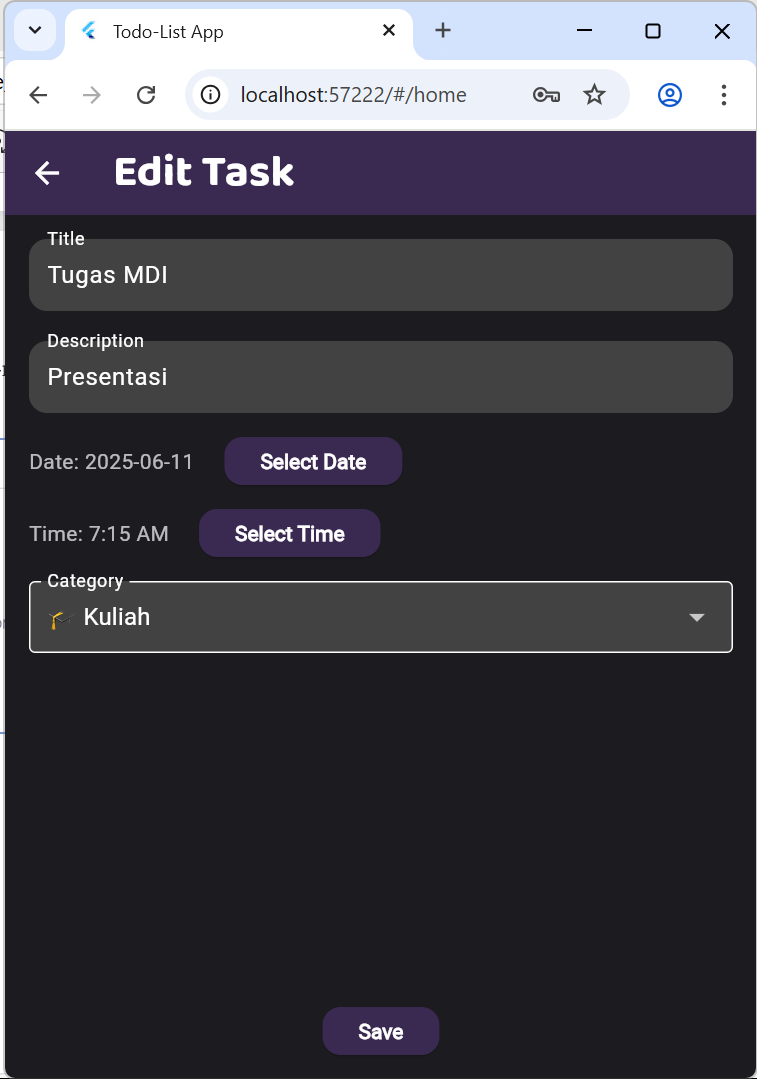 Todo-List App
localhost:57222/#/home
Edit Task
Title
Tugas MDI
Description
Presentasi
Date: 2025-06-11 Select Date
Time: 7:15 AM Select Time
Category
🎓 Kuliah
Save